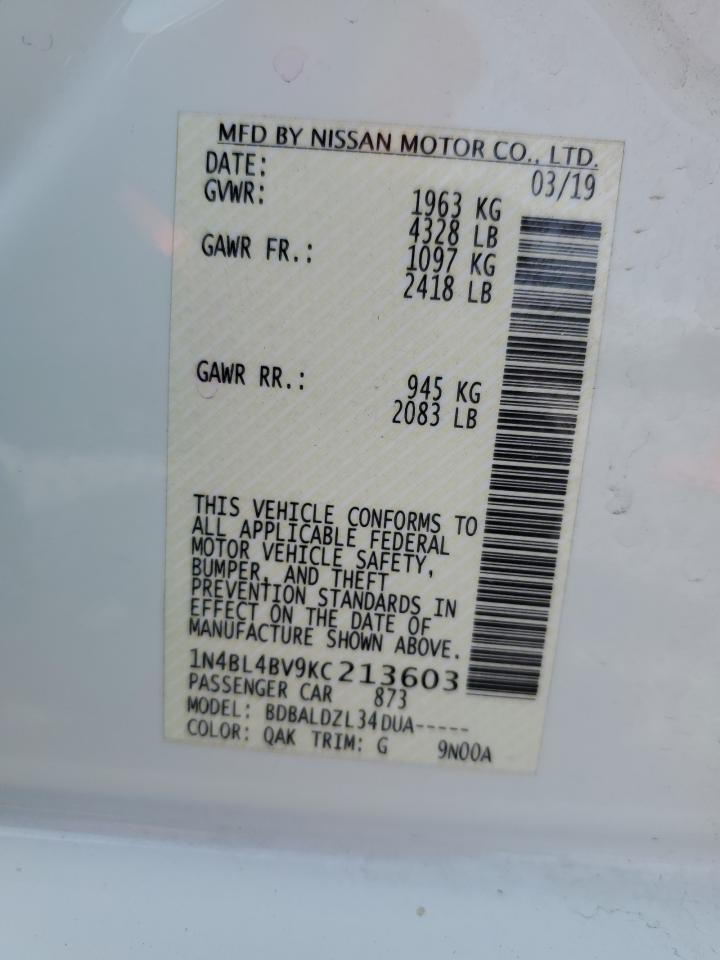 MFD BY NISSAN MOTOR CO., LTD.
DATE: 03/19
GVWR: 1963 KG
4328 LB
GAWR FR.: 1097 KG
2418 LB
GAWR RR.: 945 KG
2083 LB
THIS VEHICLE CONFORMS TO
ALL APPLICABLE FEDERAL
MOTOR VEHICLE SAFETY,
BUMPER, AND THEFT
PREVENTION STANDARDS IN
EFFECT ON THE DATE OF
MANUFACTURE SHOWN ABOVE.
1N4BL4BV9KC213603
PASSENGER CAR 873
MODEL: BDBALDZL34DUA-----
COLOR: QAK TRIM: G 9N00A